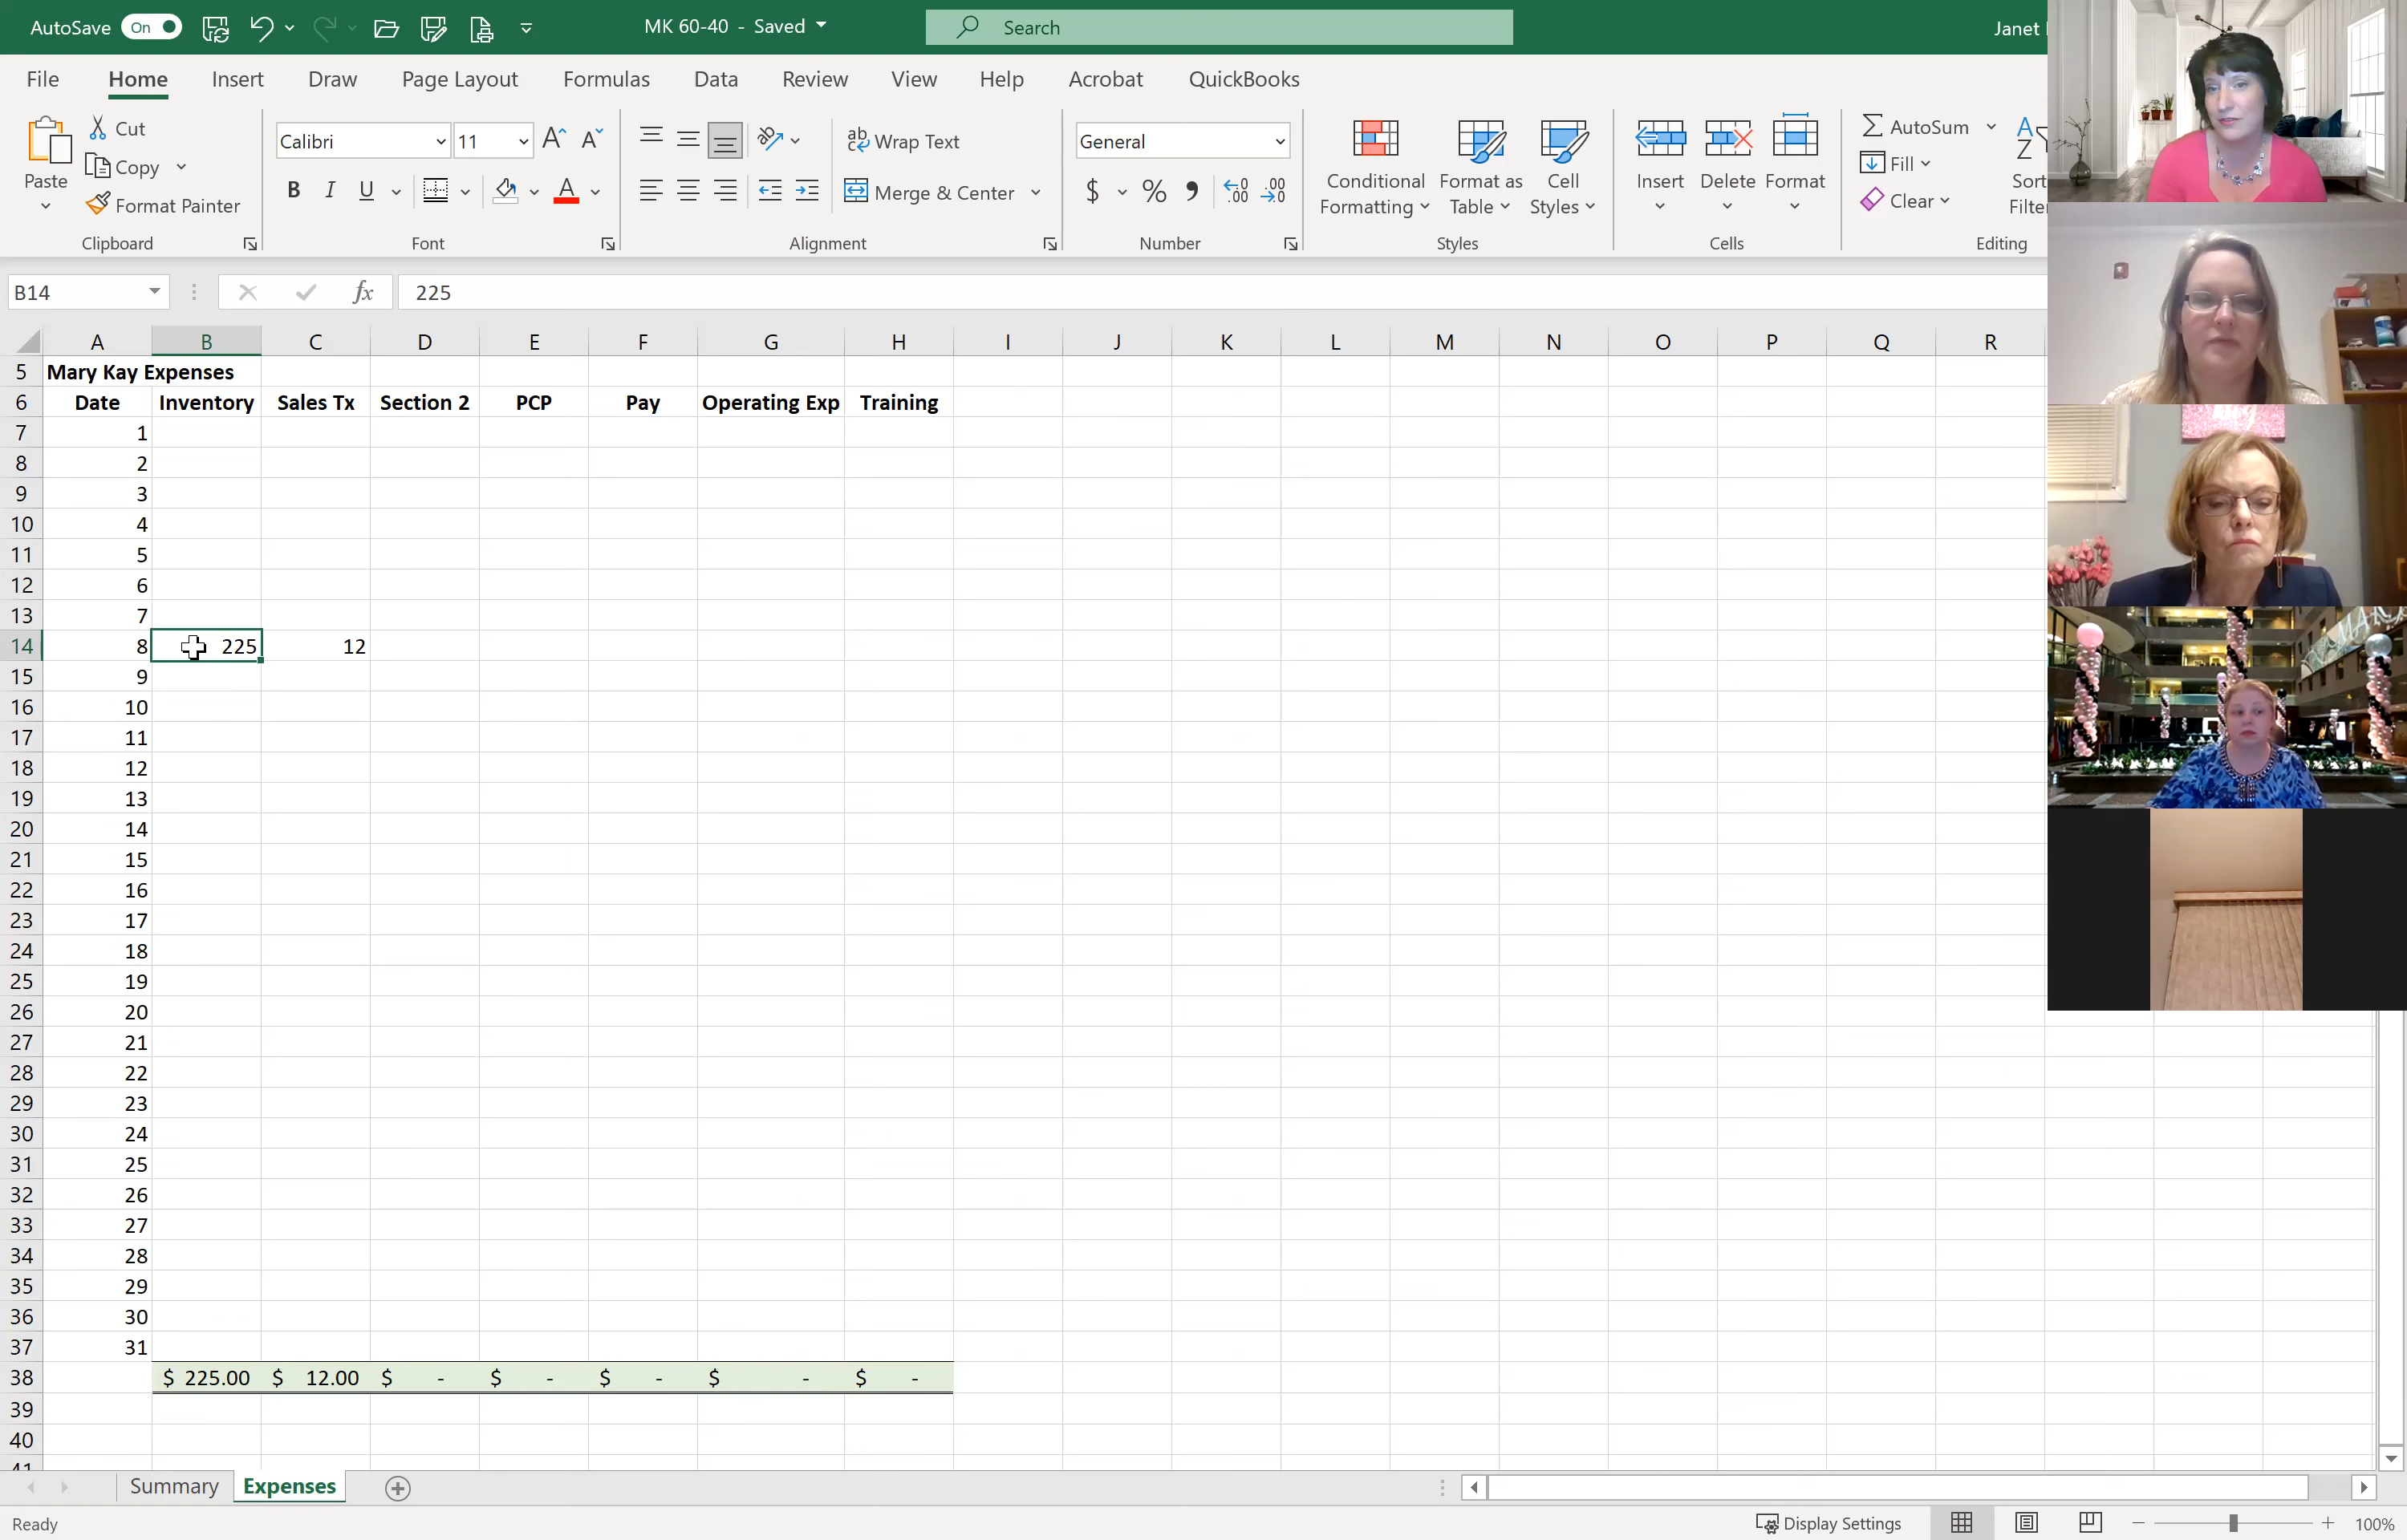 AutoSave On MK 60-40 - Saved Search Janet
File Home Insert Draw Page Layout Formulas Data Review View Help Acrobat QuickBooks
Paste
Cut
Copy
Format Painter
Clipboard
Calibri 11
B I U
Font
Wrap Text
Merge & Center
Alignment
General
$ % 9
Number
Conditional Formatting
Format as Table
Cell Styles
Styles
Insert Delete Format
Cells
AutoSum
Fill
Clear
Sort
Filter
Editing
B14 fx 225
A B C D E F G H I J K L M N O P Q R
5 Mary Kay Expenses
6 Date Inventory Sales Tx Section 2 PCP Pay Operating Exp Training
7 1
8 2
9 3
10 4
11 5
12 6
13 7
14 8 225 12
15 9
16 10
17 11
18 12
19 13
20 14
21 15
22 16
23 17
24 18
25 19
26 20
27 21
28 22
29 23
30 24
31 25
32 26
33 27
34 28
35 29
36 30
37 31
38 $ 225.00 $ 12.00 $ - $ - $ - $ - $ -
39
40
41
Summary Expenses
Ready Display Settings 100%